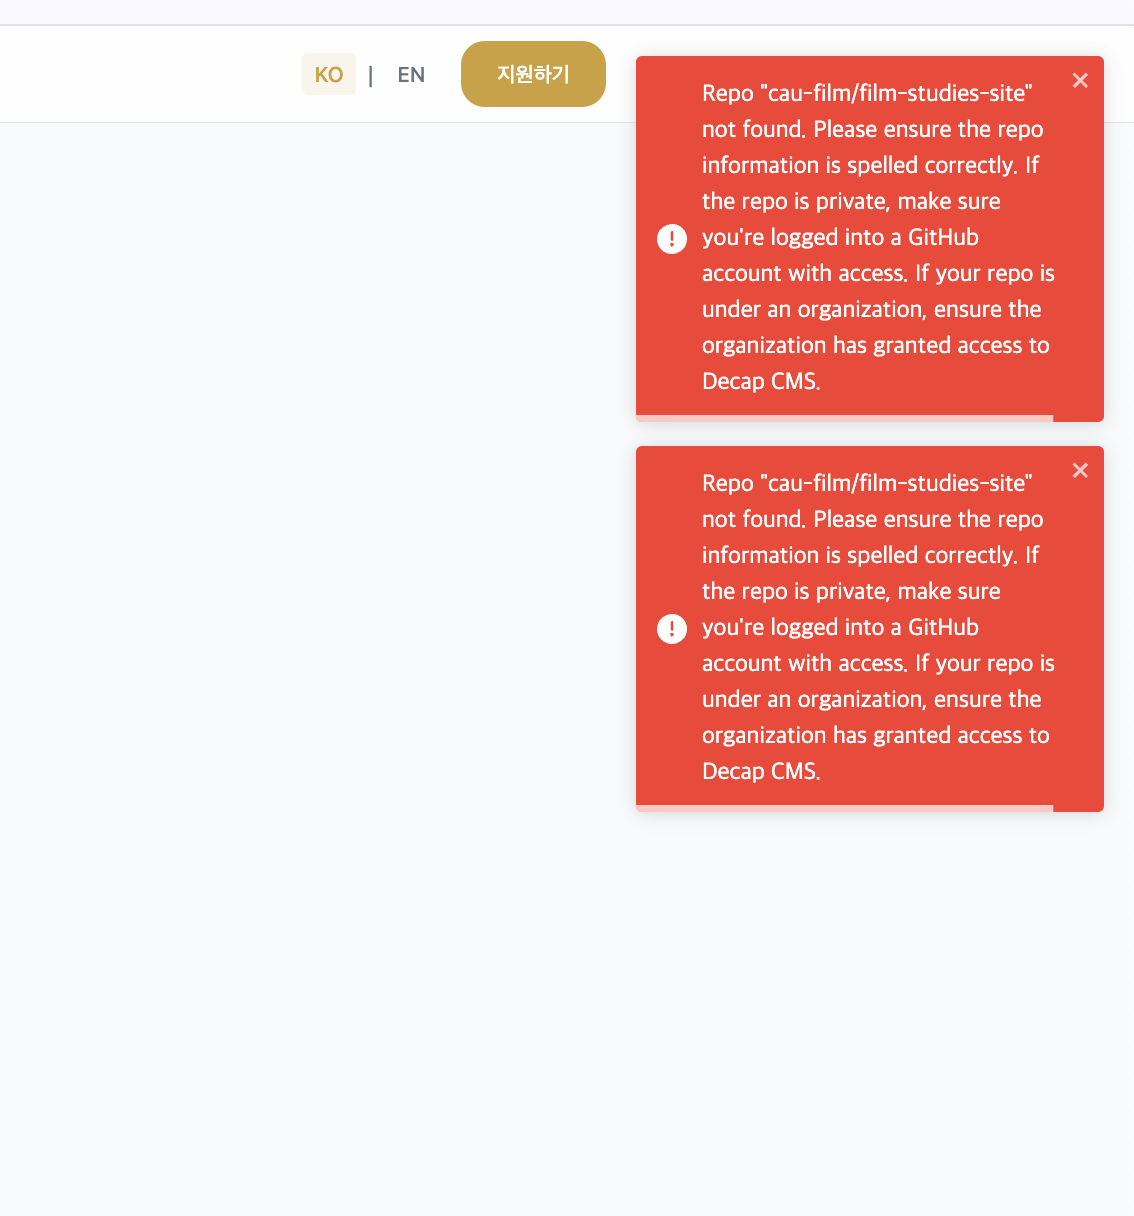 KO | EN 지원하기
Repo "cau-film/film-studies-site"
not found. Please ensure the repo
information is spelled correctly. If
the repo is private, make sure
you're logged into a GitHub
account with access. If your repo is
under an organization, ensure the
organization has granted access to
Decap CMS.
Repo "cau-film/film-studies-site"
not found. Please ensure the repo
information is spelled correctly. If
the repo is private, make sure
you're logged into a GitHub
account with access. If your repo is
under an organization, ensure the
organization has granted access to
Decap CMS.